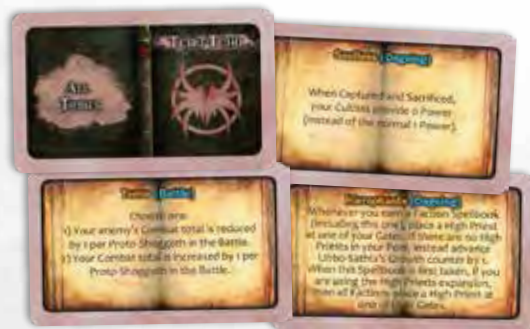 ALL
Soulless (Ongoing)
When Captured and Sacrificed,
your Cultists provide 0 Power
(instead of the normal 1 Power).
(Battle)
Choose one:
1) Your enemy's Combat total is reduced
by 1 per Proto-Shoggoth in the Battle.
2) Your Combat total is increased by 1 per
Proto-Shoggoth in the Battle.
Hierophants (Ongoing)
Whenever you earn a Faction Spellbook
(including this one), place a High Priest
at one of your Gates. If there are no High
Priests in your Pool, instead advance
Ubbo-Sathla's Growth counter by 1.
When this Spellbook is first taken, if you
are using the High Priests expansion,
then all Factions place a High Priest at
one of Gates.